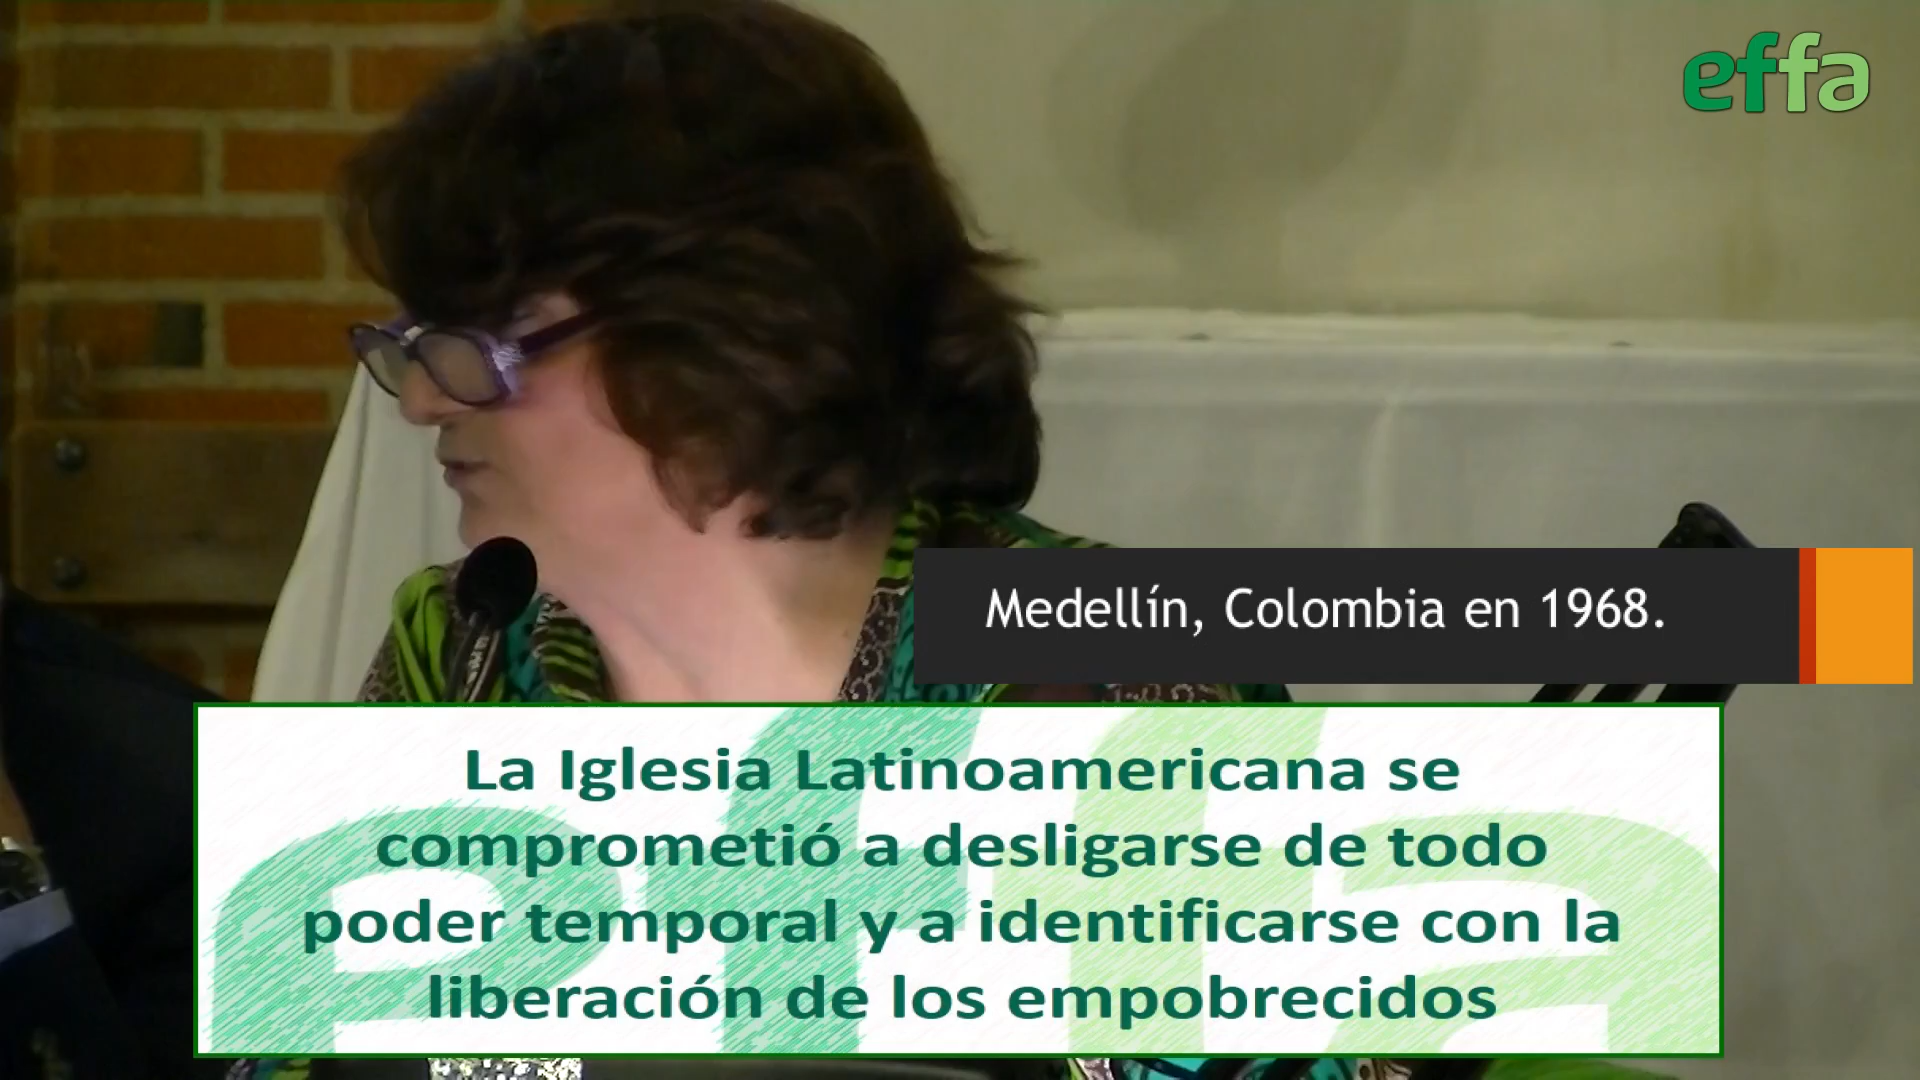 effa
Medellín, Colombia en 1968.
La Iglesia Latinoamericana se
comprometió a desligarse de todo
poder temporal y a identificarse con la
liberación de los empobrecidos
effa